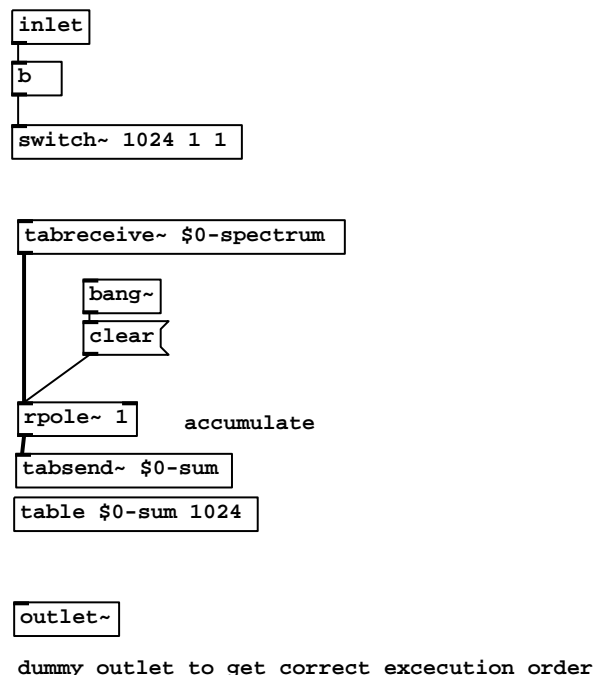 inlet
b
switch~ 1024 1 1
tabreceive~ $0-spectrum
bang~
clear
rpole~ 1
accumulate
tabsend~ $0-sum
table $0-sum 1024
outlet~
dummy outlet to get correct excecution order